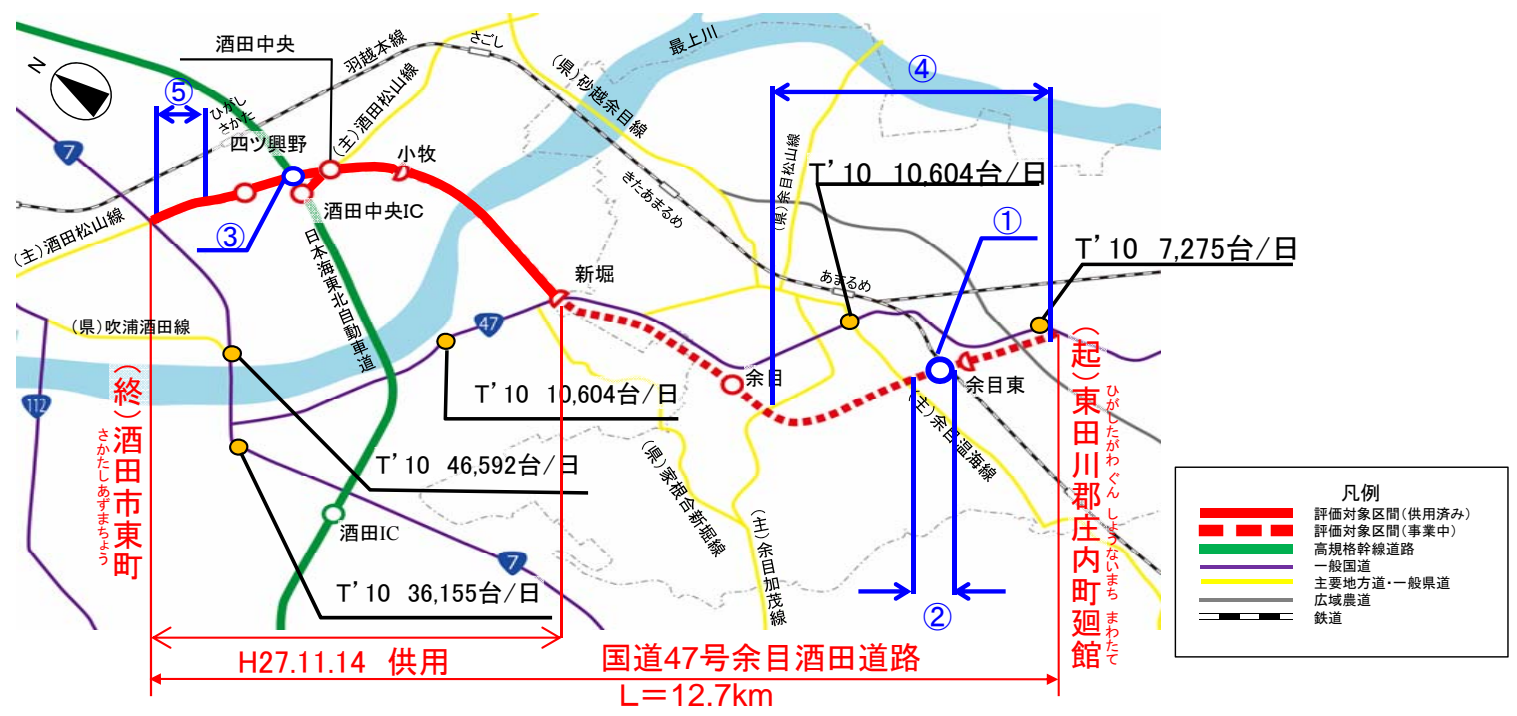 酒田中央
羽越本線
さごし
最上川
N
⑤
④
ひがし
さかた
(主)酒田松山線
(県)砂越余目線
7
四ツ興野
小牧
T’10 10,604台/日
きたあまるめ
(県)余目松山線
①
酒田中央IC
③
(主)酒田松山線
T’10 7,275台/日
新堀
あまるめ
日本海東北自動車道
(県)吹浦酒田線
47
余目
余目東
(起)東田川郡庄内町廻館
ひがしたがわ ぐん しょうないまち まわたて
(終)酒田市東町
さかたしあずまちょう
112
T’10 10,604台/日
(主)余目温海線
T’10 46,592台/日
(県)家根合新堀線
(主)余目加茂線
酒田IC
7
T’10 36,155台/日
②
H27.11.14 供用
国道47号余目酒田道路
L=12.7km
凡例
評価対象区間(供用済み)
評価対象区間(事業中)
高規格幹線道路
一般国道
主要地方道・一般県道
広域農道
鉄道